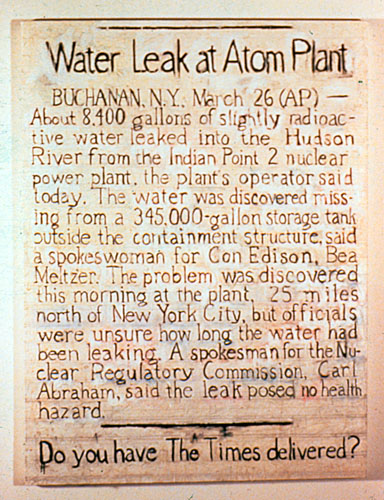 Water Leak at Atom Plant
BUCHANAN, N.Y., March 26 (AP) —
About 8,400 gallons of slightly radioac-
tive water leaked into the Hudson
River from the Indian Point 2 nuclear
power plant, the plant's operator said
today. The water was discovered miss-
ing from a 345,000-gallon storage tank
outside the containment structure, said
a spokeswoman for Con Edison, Bea
Meltzer. The problem was discovered
this morning at the plant, 25 miles
north of New York City, but officials
were unsure how long the water had
been leaking. A spokesman for the Nu-
clear Regulatory Commission, Carl
Abraham, said the leak posed no health
hazard.
Do you have The Times delivered?